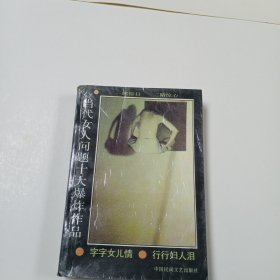 当代女人问题十大爆炸作品
字字女儿情 ● 行行妇人泪
中国民间文艺出版社